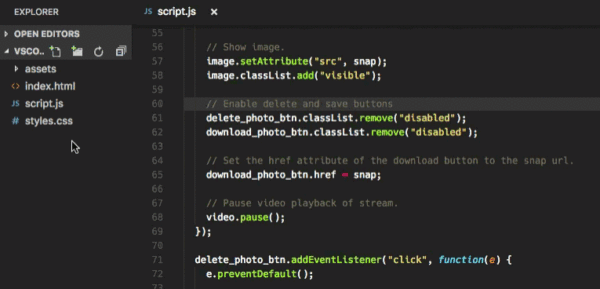 EXPLORER
OPEN EDITORS
VSCO..
assets
<> index.html
JS script.js
# styles.css
JS script.js ×
55
56 // Show image.
57 image.setAttribute("src", snap);
58 image.classList.add("visible");
59
60 // Enable delete and save buttons
61 delete_photo_btn.classList.remove("disabled");
62 download_photo_btn.classList.remove("disabled");
63
64 // Set the href attribute of the download button to the snap url.
65 download_photo_btn.href = snap;
66
67 // Pause video playback of stream.
68 video.pause();
69 });
70
71 delete_photo_btn.addEventListener("click", function(e) {
72 e.preventDefault();